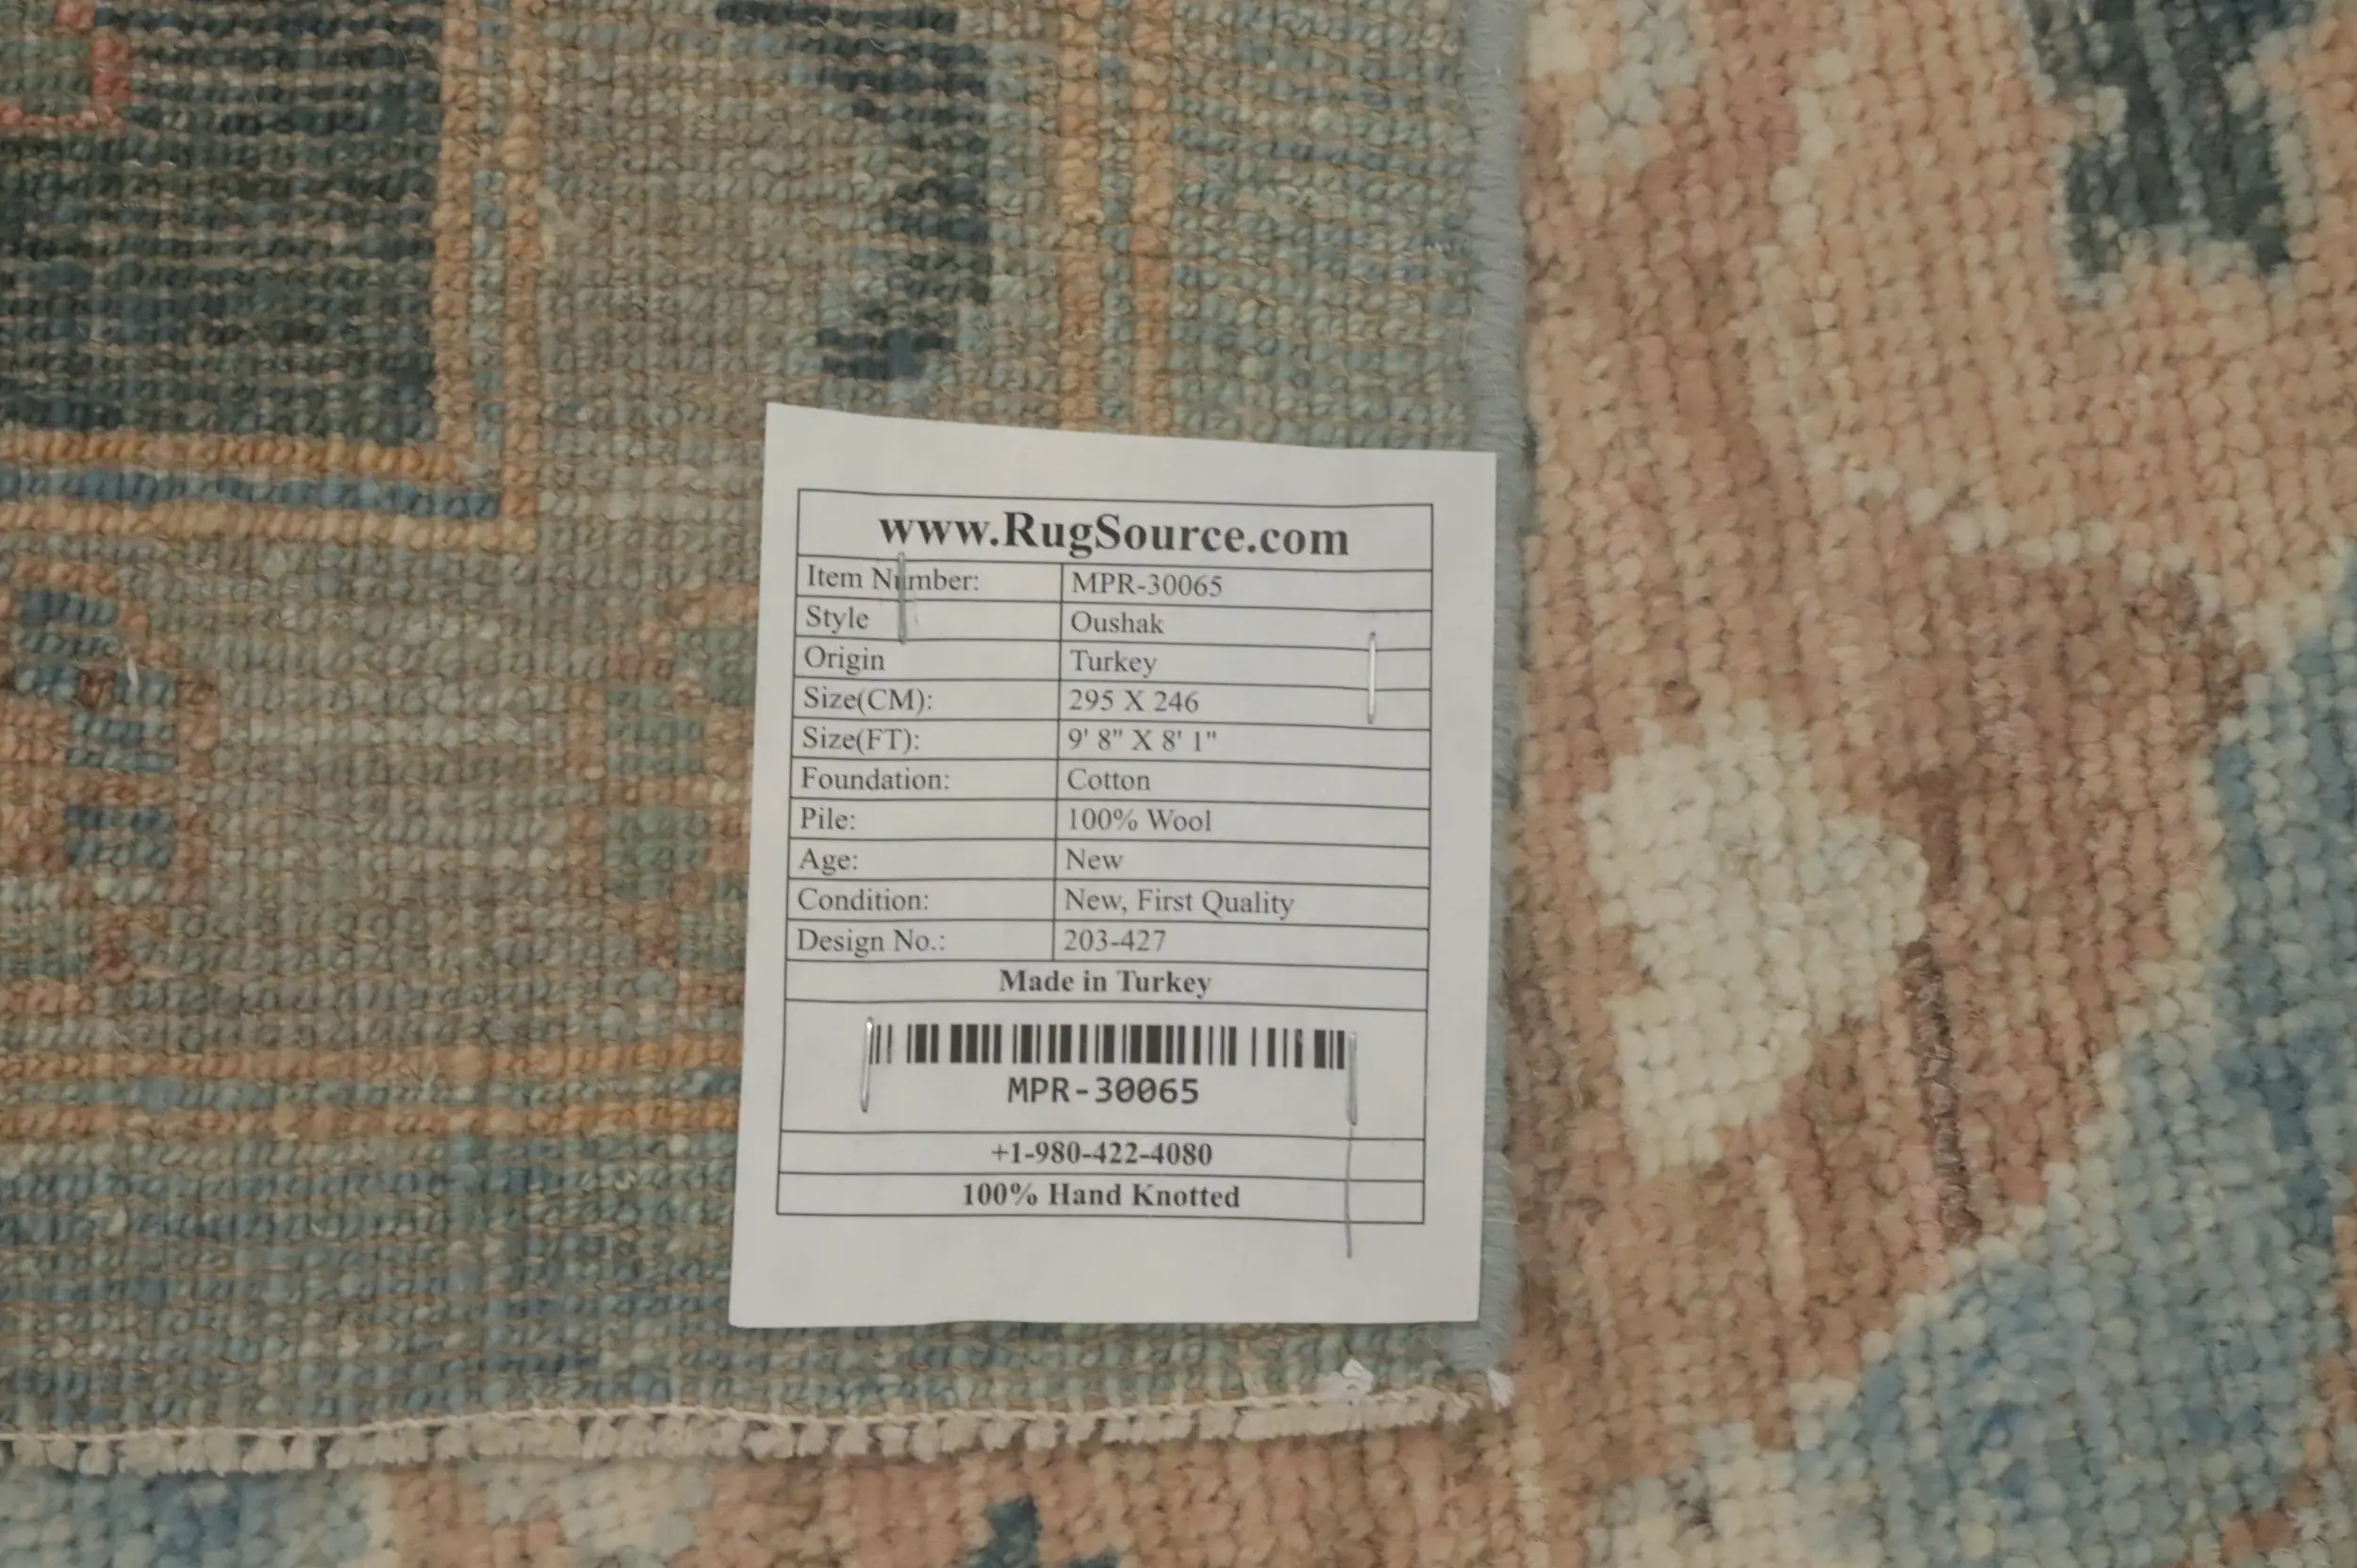 www.RugSource.com
Item Number: MPR-30065
Style Oushak
Origin Turkey
Size(CM): 295 X 246
Size(FT): 9' 8" X 8' 1"
Foundation: Cotton
Pile: 100% Wool
Age: New
Condition: New, First Quality
Design No.: 203-427
Made in Turkey
MPR-30065
+1-980-422-4080
100% Hand Knotted